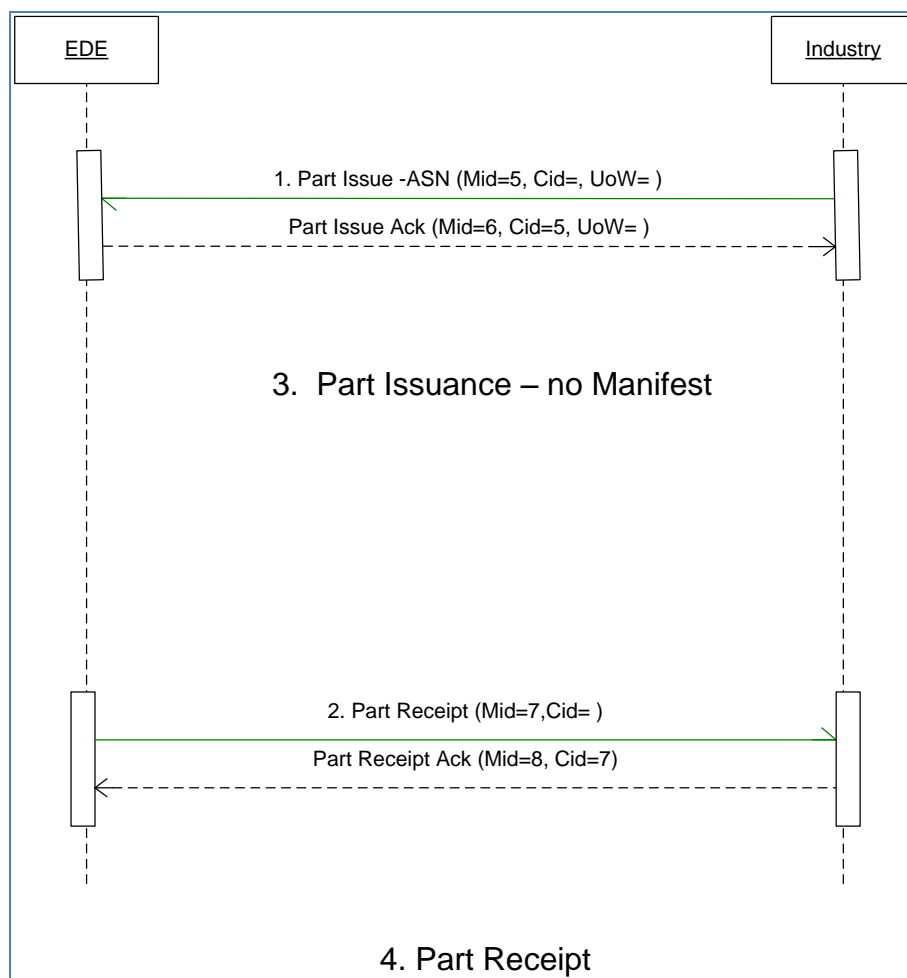 EDE
Industry
1. Part Issue -ASN (Mid=5, Cid=, UoW= )
Part Issue Ack (Mid=6, Cid=5, UoW= )
3. Part Issuance – no Manifest
2. Part Receipt (Mid=7,Cid= )
Part Receipt Ack (Mid=8, Cid=7)
4. Part Receipt